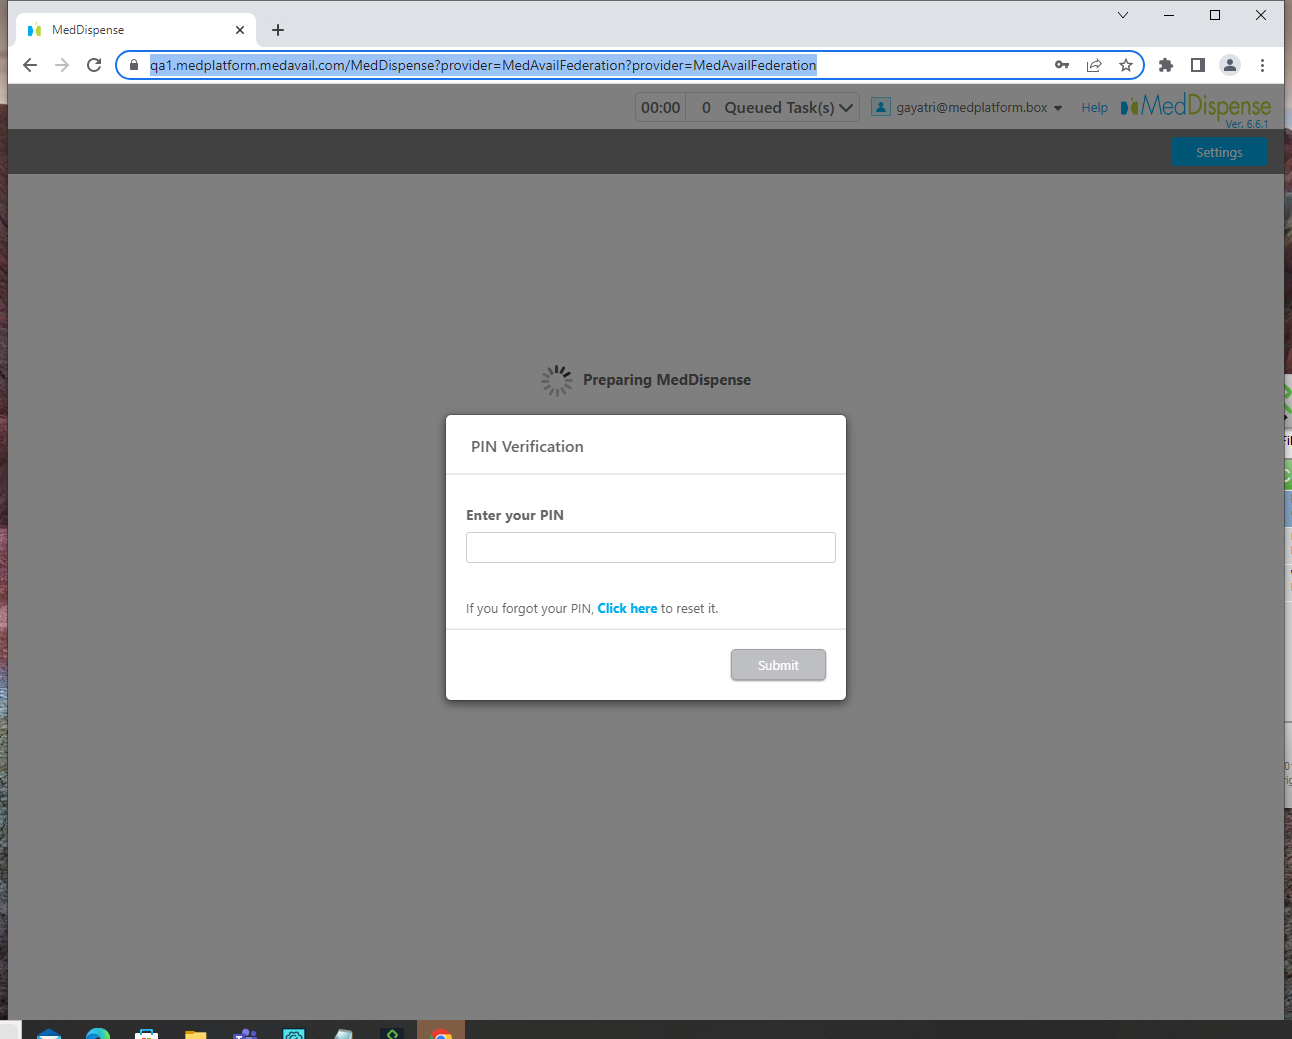 MedDispense
qa1.medplatform.medavail.com/MedDispense?provider=MedAvailFederation?provider=MedAvailFederation
00:00 0 Queued Task(s) gayatri@medplatform.box Help MedDispense
Ver. 6.6.1
Settings
Preparing MedDispense
PIN Verification
Enter your PIN
If you forgot your PIN, Click here to reset it.
Submit